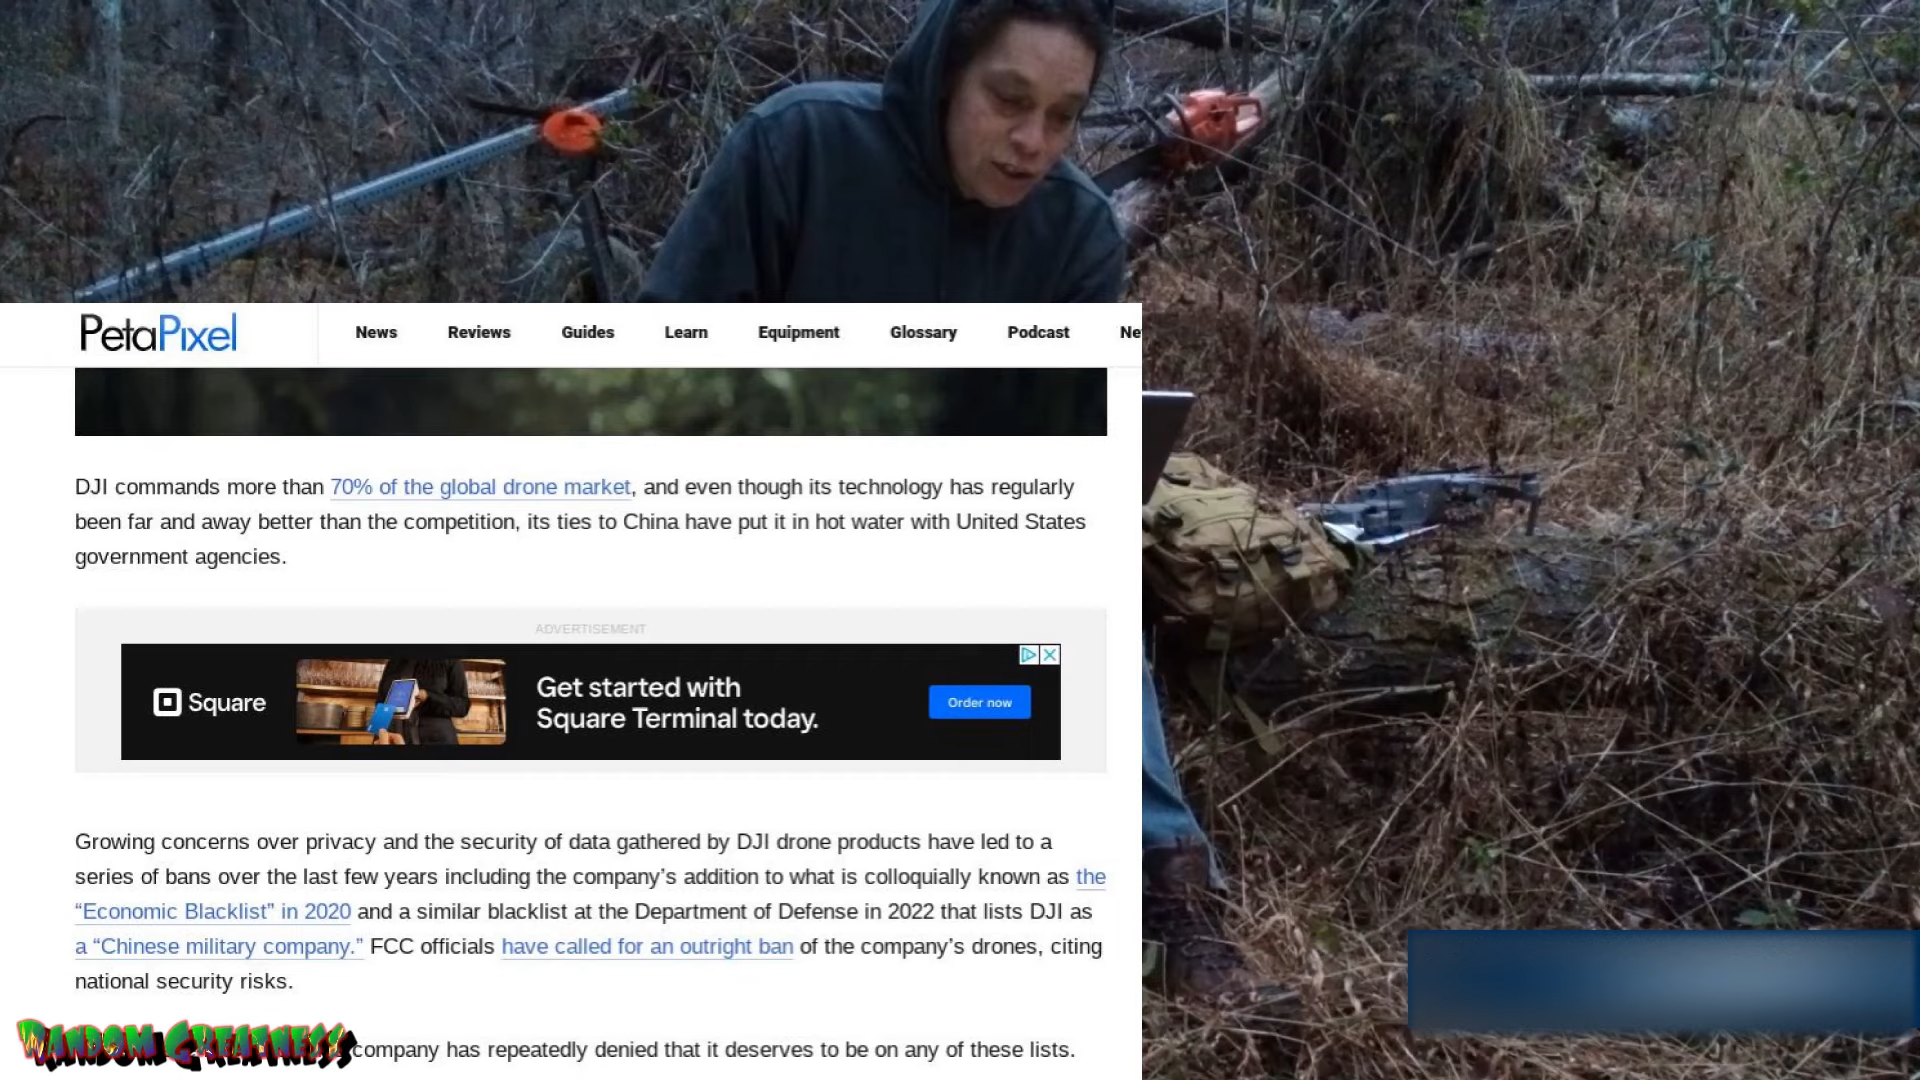 PetaPixel
News Reviews Guides Learn Equipment Glossary Podcast Ne
DJI commands more than 70% of the global drone market, and even though its technology has regularly
been far and away better than the competition, its ties to China have put it in hot water with United States
government agencies.
ADVERTISEMENT
Square
Get started with
Square Terminal today.
Order now
Growing concerns over privacy and the security of data gathered by DJI drone products have led to a
series of bans over the last few years including the company’s addition to what is colloquially known as the
“Economic Blacklist” in 2020 and a similar blacklist at the Department of Defense in 2022 that lists DJI as
a “Chinese military company.” FCC officials have called for an outright ban of the company’s drones, citing
national security risks.
RANDOM GREATNESS
company has repeatedly denied that it deserves to be on any of these lists.